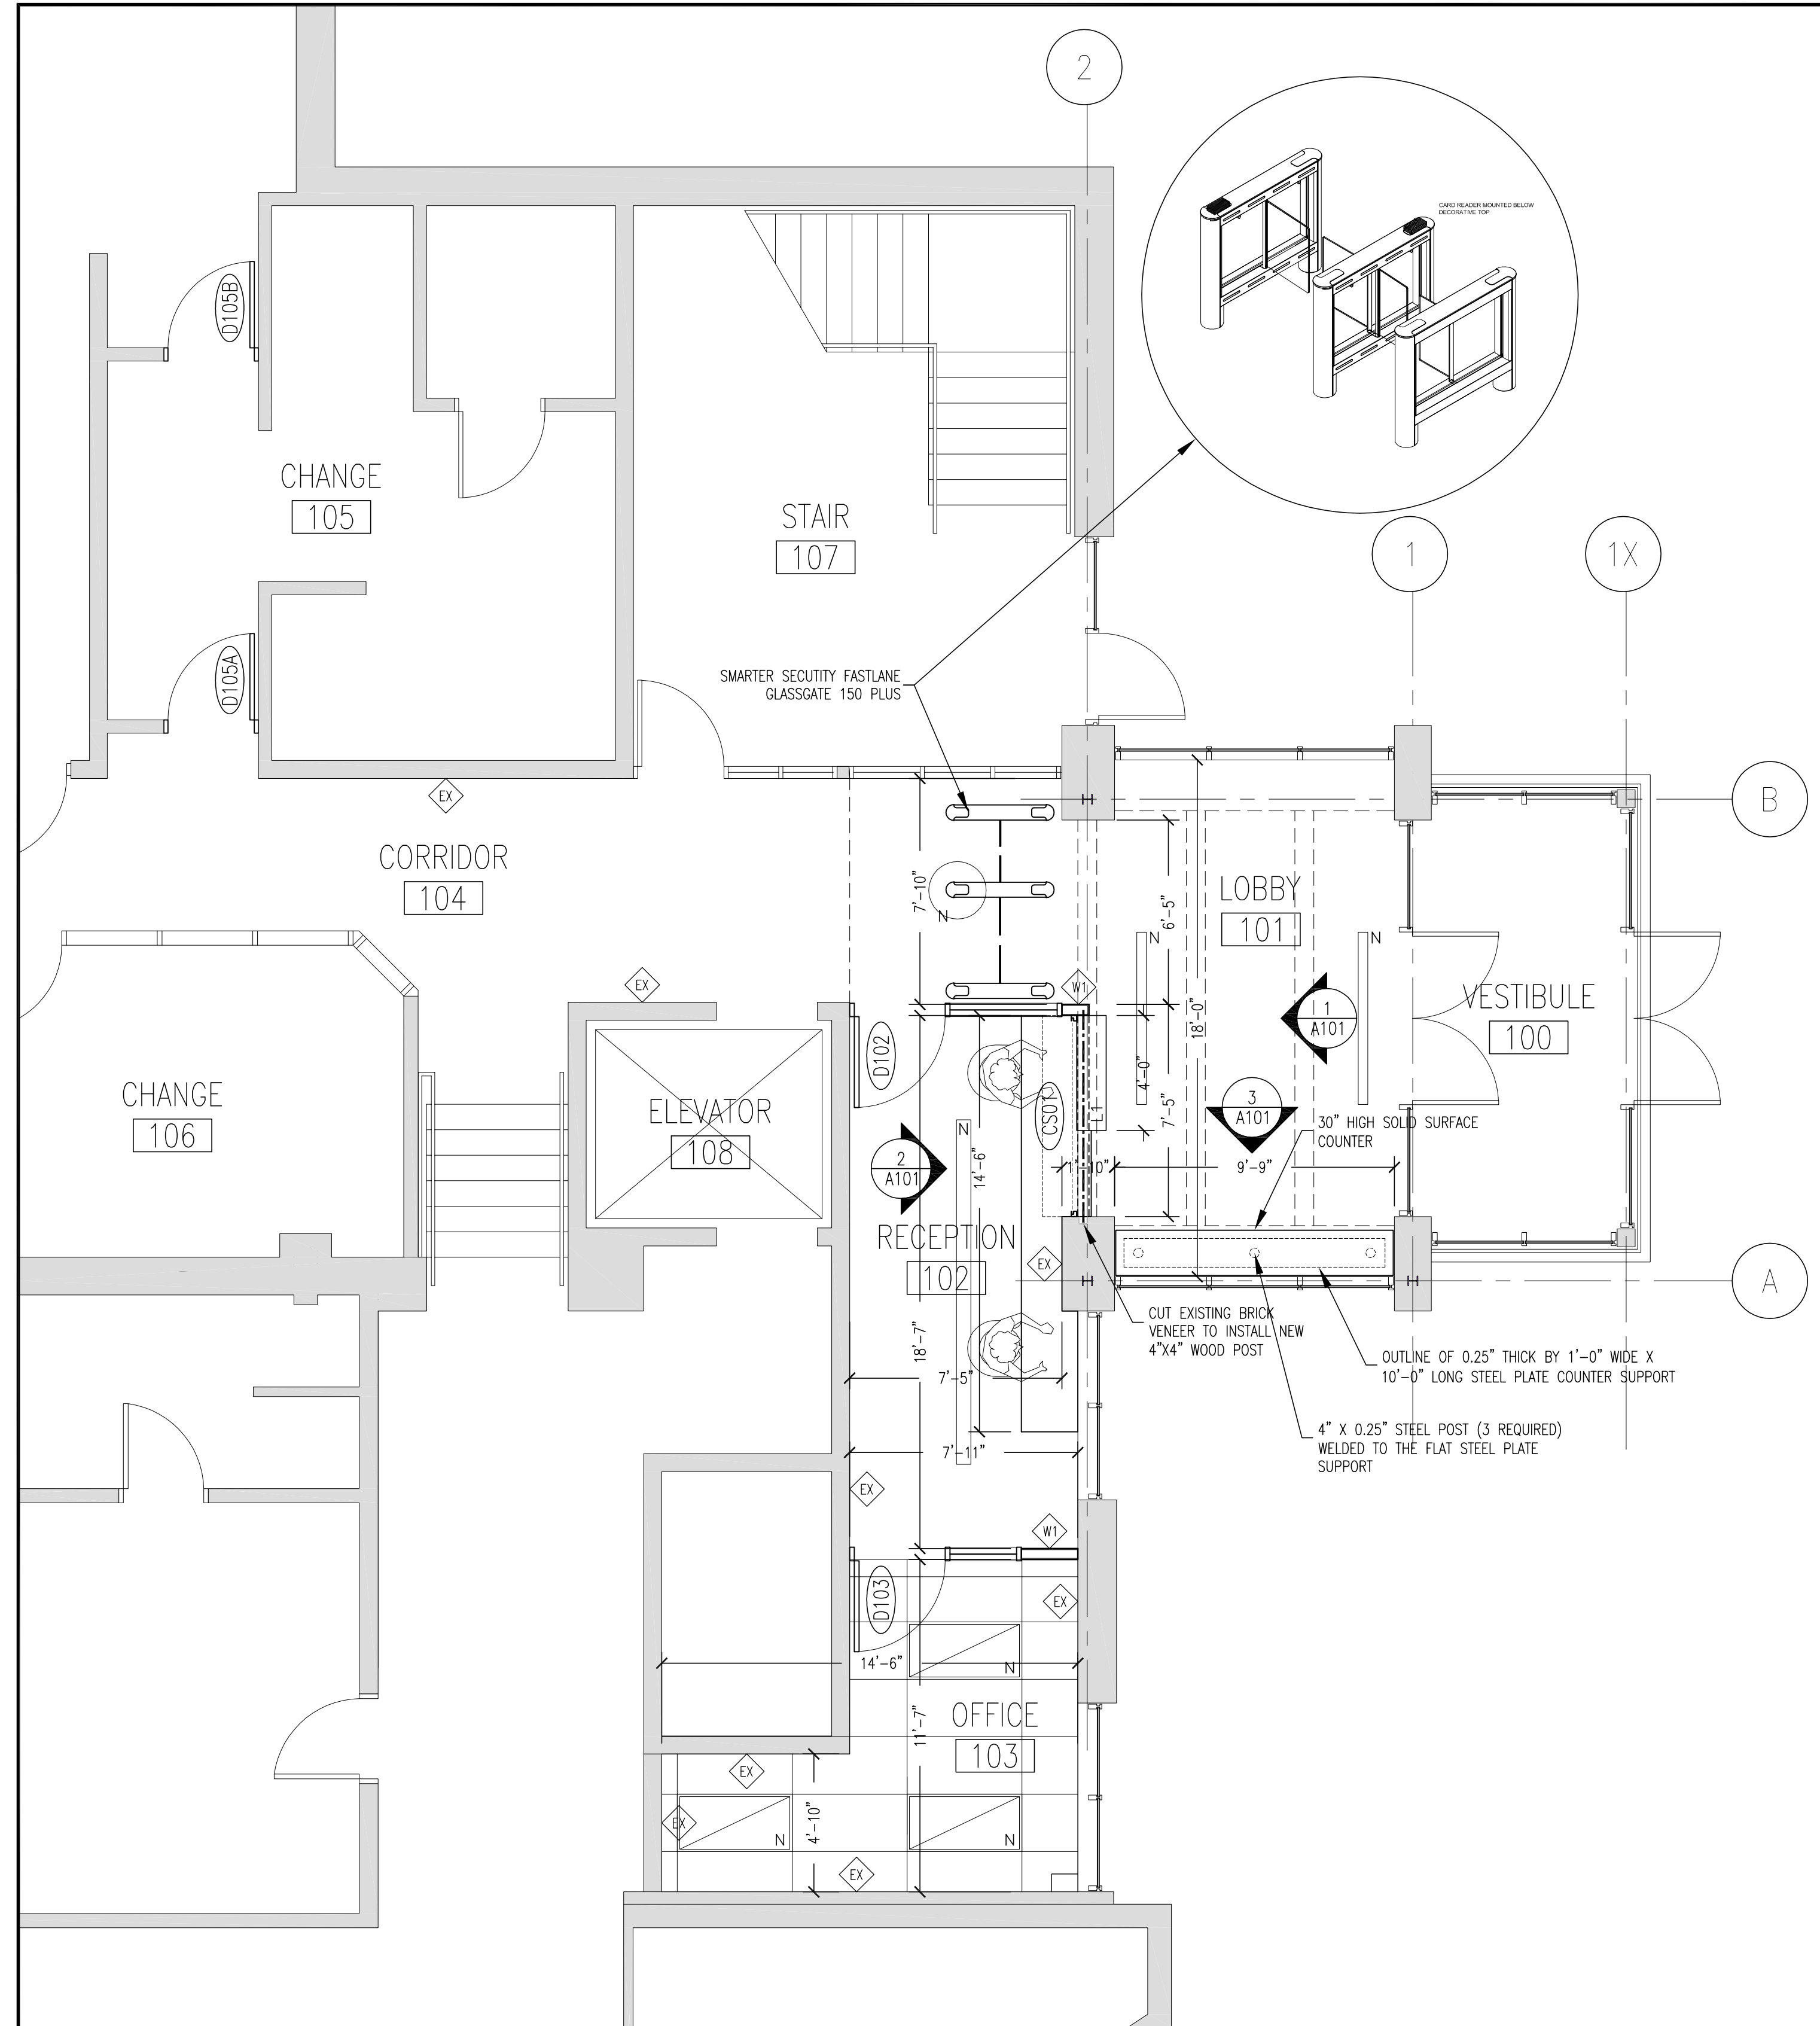 2
CARD READER MOUNTED BELOW
DECORATIVE TOP
D105B
CHANGE
105
STAIR
107
1
1X
D105A
SMARTER SECUTITY FASTLANE
GLASSGATE 150 PLUS
EX
B
CORRIDOR
104
7'-10"
N
LOBBY
101
6'-5"
N
N
EX
W1
VESTIBULE
100
1
A101
18'-0"
D102
4'-0"
CHANGE
106
ELEVATOR
108
CS01
L1
7'-5"
3
A101
30" HIGH SOLID SURFACE
COUNTER
N
2
A101
14'-6"
1'-10"
9'-9"
RECEPTION
102
EX
A
CUT EXISTING BRICK
VENEER TO INSTALL NEW
4"X4" WOOD POST
18'-7"
7'-5"
OUTLINE OF 0.25" THICK BY 1'-0" WIDE X
10'-0" LONG STEEL PLATE COUNTER SUPPORT
4" X 0.25" STEEL POST (3 REQUIRED)
WELDED TO THE FLAT STEEL PLATE
SUPPORT
7'-11"
EX
W1
D103
EX
14'-6"
N
OFFICE
103
11'-7"
EX
EX
N
4'-10"
N
EX